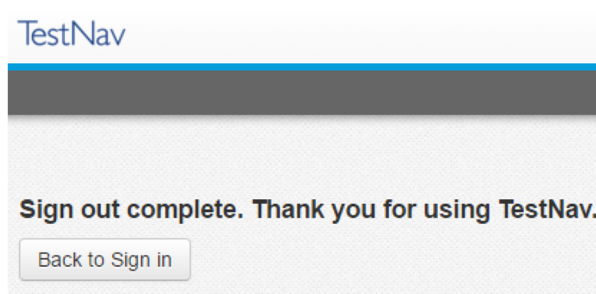 TestNav
Sign out complete. Thank you for using TestNav.
Back to Sign in